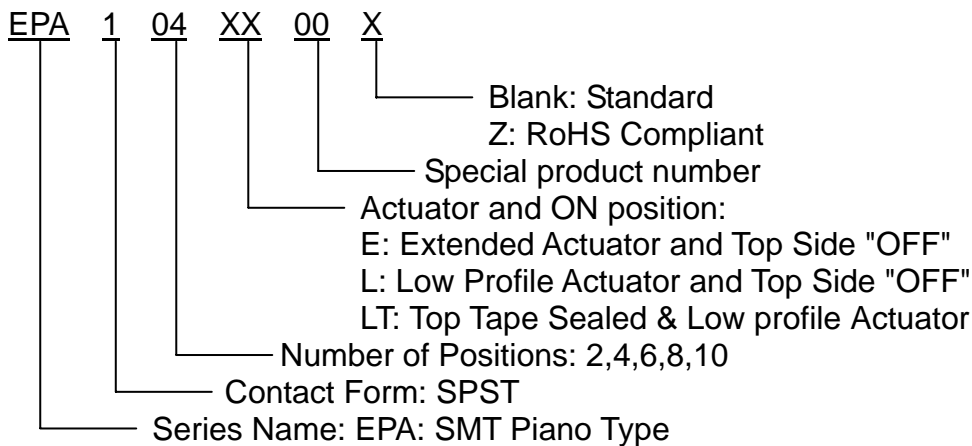 EPA 1 04 XX 00 X
Blank: Standard
Z: RoHS Compliant
Special product number
Actuator and ON position:
E: Extended Actuator and Top Side "OFF"
L: Low Profile Actuator and Top Side "OFF"
LT: Top Tape Sealed & Low profile Actuator
Number of Positions: 2,4,6,8,10
Contact Form: SPST
Series Name: EPA: SMT Piano Type